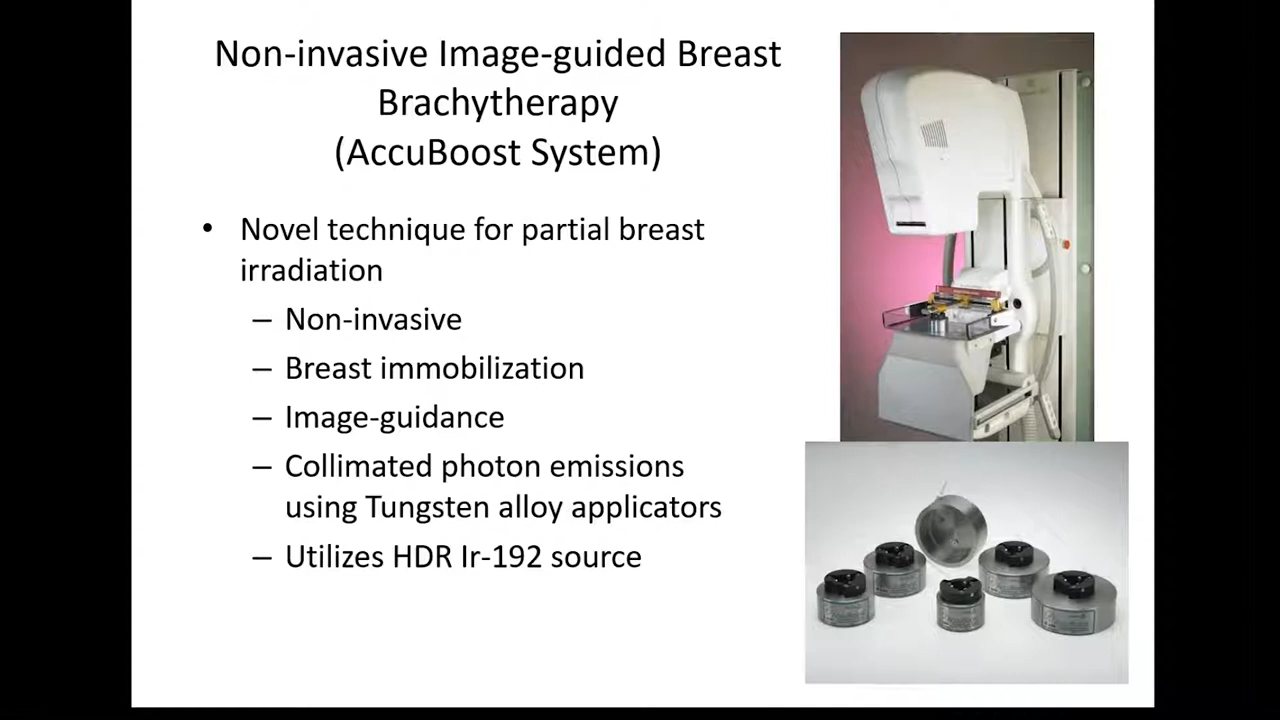 Non-invasive Image-guided Breast
Brachytherapy
(AccuBoost System)
• Novel technique for partial breast
irradiation
– Non-invasive
– Breast immobilization
– Image-guidance
– Collimated photon emissions
using Tungsten alloy applicators
– Utilizes HDR Ir-192 source